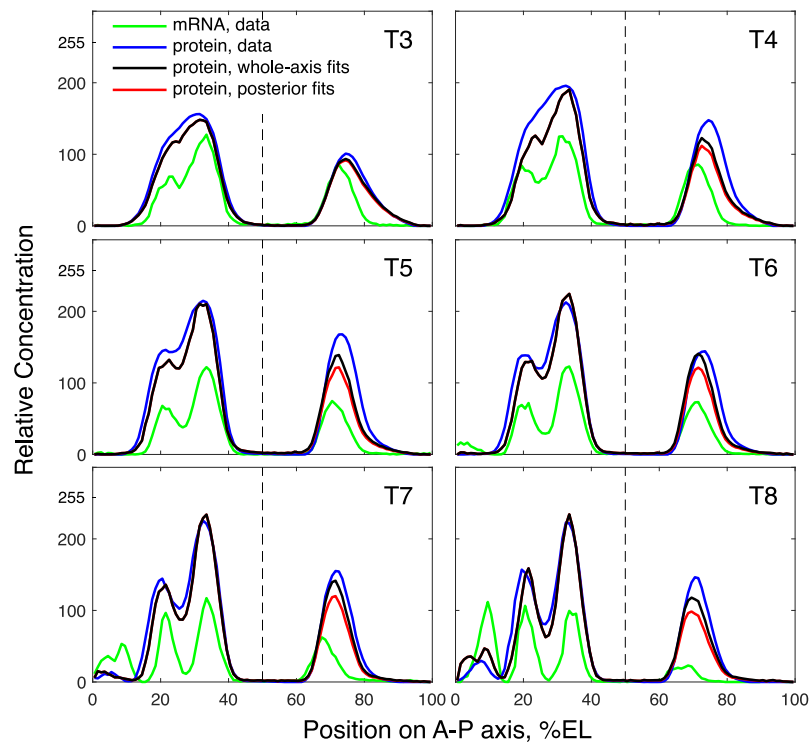 mRNA, data
protein, data
protein, whole-axis fits
protein, posterior fits
T3
T4
255
200
100
0
T5
T6
255
200
100
0
T7
T8
255
200
100
0
0 20 40 60 80 100 0 20 40 60 80 100
Relative Concentration
Position on A-P axis, %EL